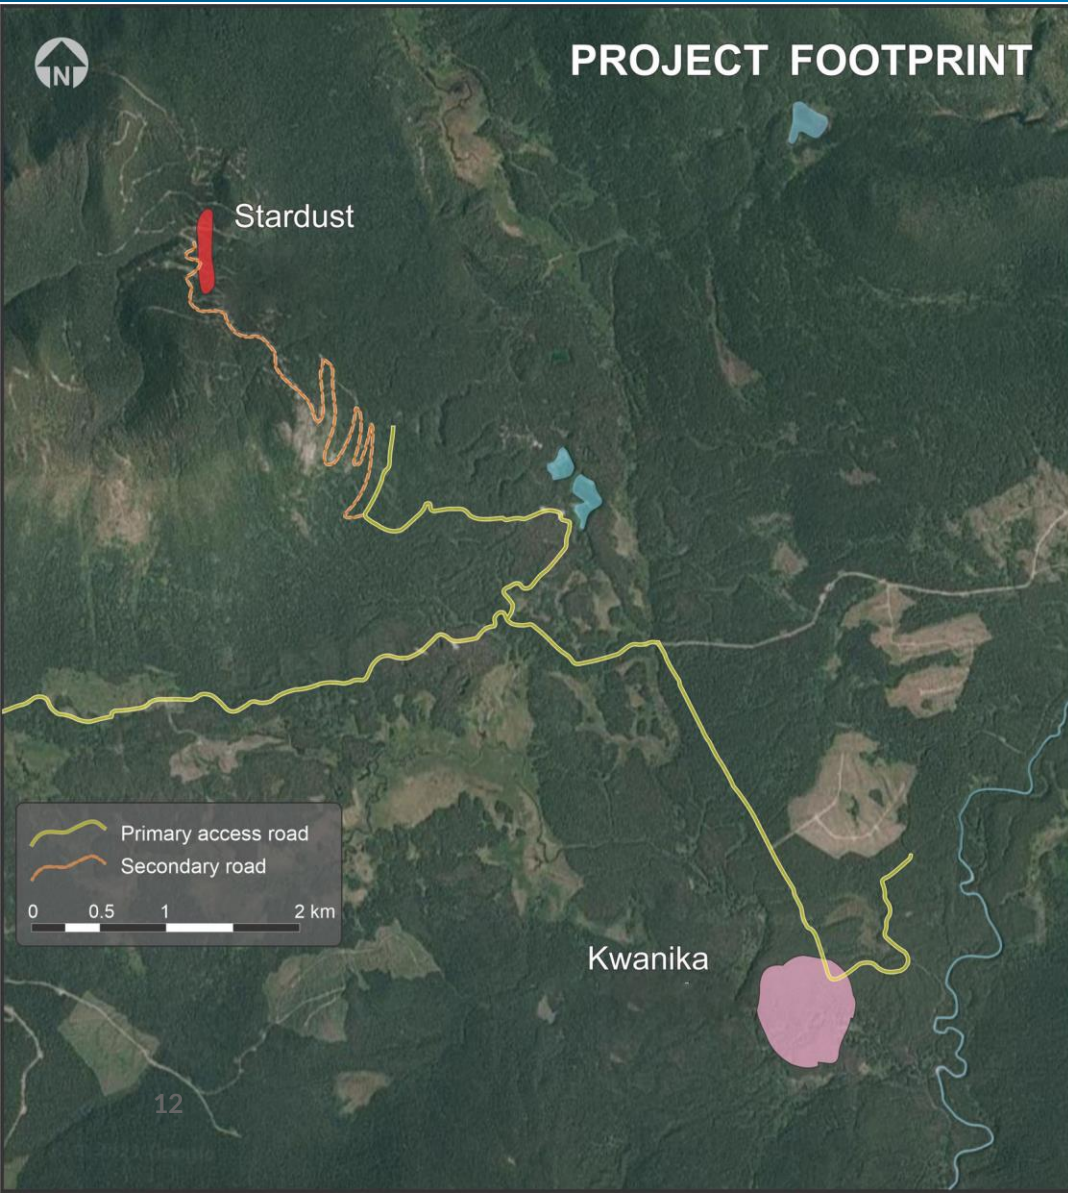 PROJECT FOOTPRINT
N
Stardust
Primary access road
Secondary road
0 0.5 1 2 km
Kwanika
12